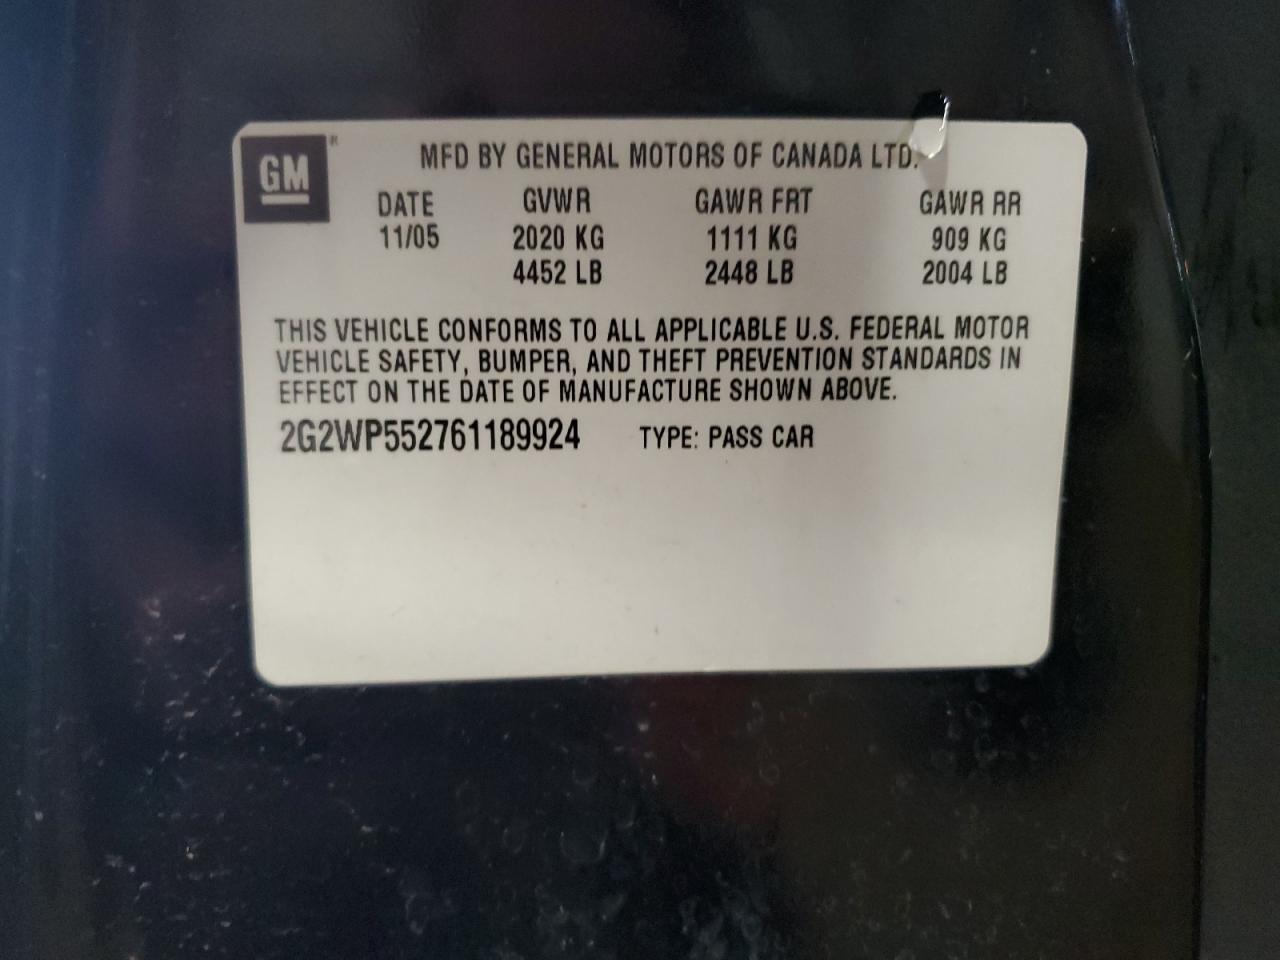 GM
MFD BY GENERAL MOTORS OF CANADA LTD.
DATE GVWR GAWR FRT GAWR RR
11/05 2020 KG 1111 KG 909 KG
4452 LB 2448 LB 2004 LB
THIS VEHICLE CONFORMS TO ALL APPLICABLE U.S. FEDERAL MOTOR
VEHICLE SAFETY, BUMPER, AND THEFT PREVENTION STANDARDS IN
EFFECT ON THE DATE OF MANUFACTURE SHOWN ABOVE.
2G2WP552761189924 TYPE: PASS CAR